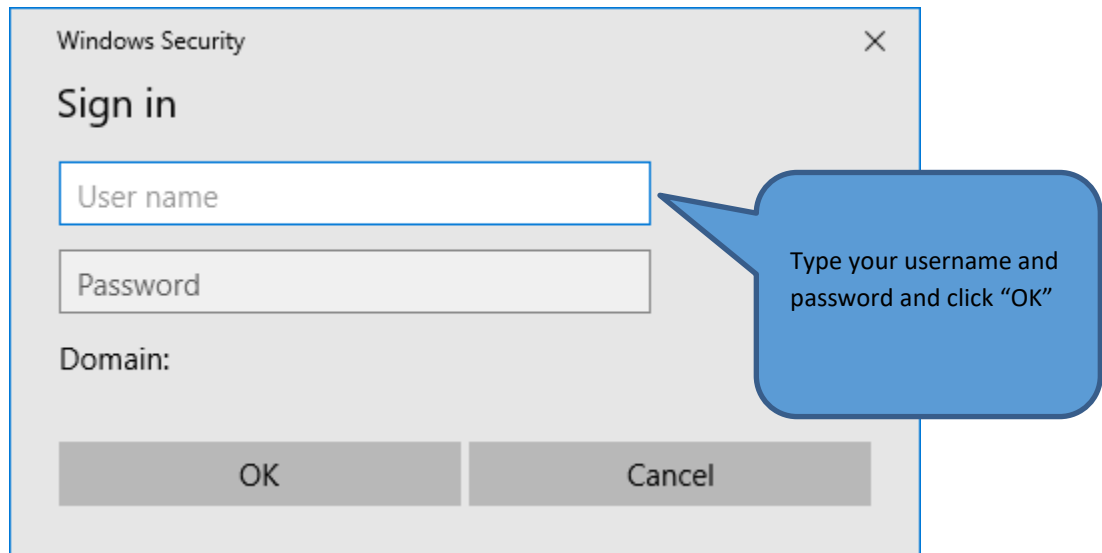 Windows Security
Sign in
User name
Type your username and
password and click “OK”
Password
Domain:
OK
Cancel